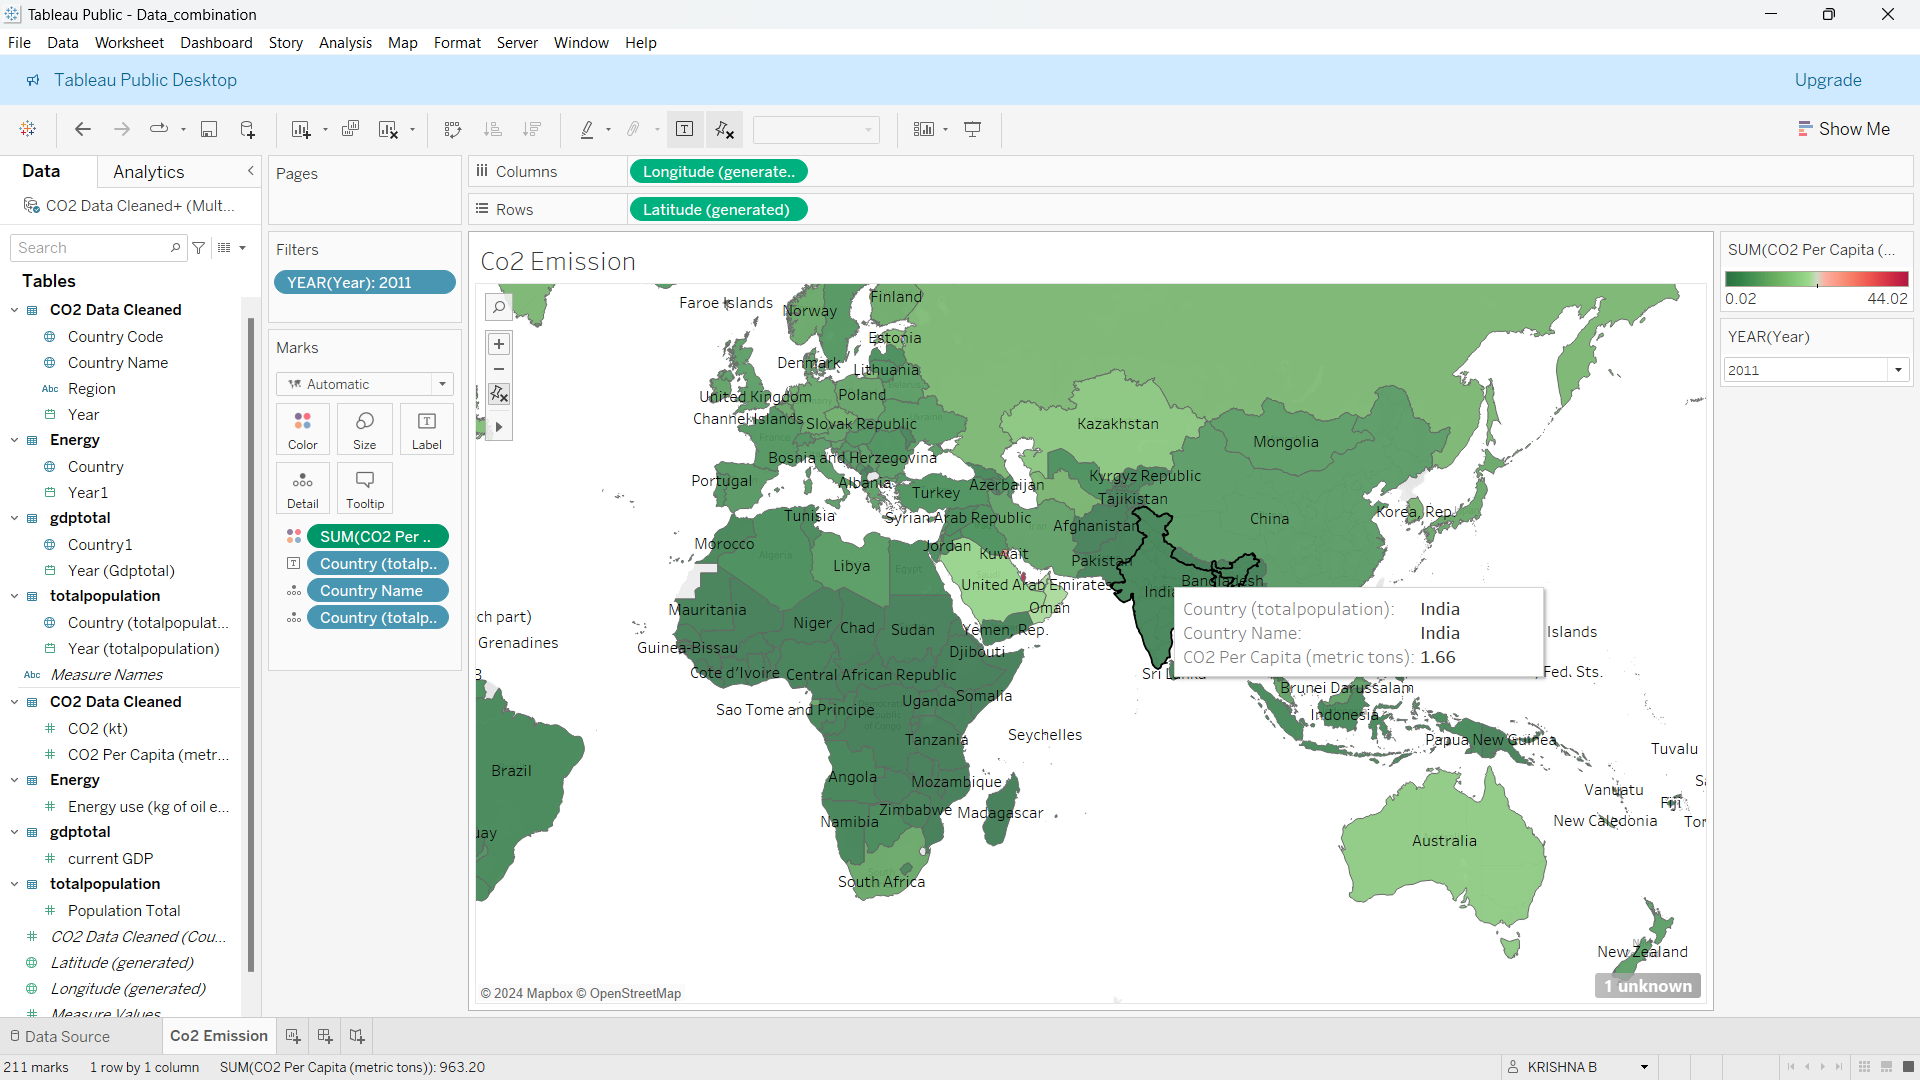 Tableau Public - Data_combination
File Data Worksheet Dashboard Story Analysis Map Format Server Window Help
Tableau Public Desktop
Upgrade
Show Me
Data
Analytics
CO2 Data Cleaned+ (Mult...
Search
Tables
CO2 Data Cleaned
Country Code
Country Name
Abc Region
Year
Energy
Country
Year1
gdptotal
Country1
Year (Gdptotal)
totalpopulation
Country (totalpopulat...
Year (totalpopulation)
Abc Measure Names
CO2 Data Cleaned
CO2 (kt)
CO2 Per Capita (metr...
Energy
Energy use (kg of oil e...
gdptotal
current GDP
totalpopulation
Population Total
CO2 Data Cleaned (Cou...
Latitude (generated)
Longitude (generated)
Measure Values
Pages
Filters
YEAR(Year): 2011
Marks
Automatic
Color
Size
Label
Detail
Tooltip
SUM(CO2 Per ..
Country (totalp..
Country Name
Country (totalp..
Columns
Longitude (generate..
Rows
Latitude (generated)
Co2 Emission
Faroe Islands
Norway
Finland
Estonia
Denmark
Lithuania
United Kingdom
Poland
Channel Islands
Slovak Republic
Kazakhstan
Mongolia
Bosnia and Herzegovina
Portugal
Albania
Turkey
Azerbaijan
Kyrgyz Republic
Tajikistan
Tunisia
Syrian Arab Republic
Afghanistan
China
Korea, Rep.
Morocco
Algeria
Jordan
Kuwait
Pakistan
Libya
Egypt
United Arab Emirates
India
Bangladesh
Mauritania
Oman
ch part)
Niger
Chad
Sudan
Yemen, Rep.
Grenadines
Guinea-Bissau
Djibouti
Cote d'Ivoire
Central African Republic
Sri Lanka
Country (totalpopulation): India
Country Name: India
CO2 Per Capita (metric tons): 1.66
Islands
Fed. Sts.
Uganda
Somalia
Brunei Darussalam
Sao Tome and Principe
Indonesia
Tanzania
Seychelles
Papua New Guinea
Tuvalu
Brazil
Angola
Mozambique
Vanuatu
Zimbabwe
Madagascar
Fiji
Namibia
New Caledonia
Tor
uay
Australia
South Africa
New Zealand
1 unknown
© 2024 Mapbox © OpenStreetMap
SUM(CO2 Per Capita (...
0.02
44.02
YEAR(Year)
2011
Data Source
Co2 Emission
211 marks
1 row by 1 column
SUM(CO2 Per Capita (metric tons)): 963.20
KRISHNA B